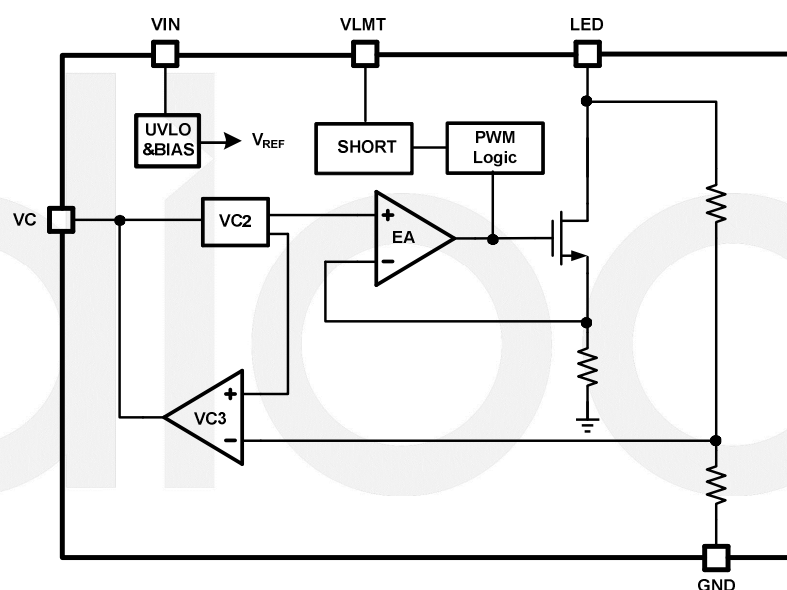 VIN
VLMT
LED
UVLO
&BIAS
VREF
SHORT
PWM
Logic
VC
VC2
+
EA
−
+
VC3
−
GND